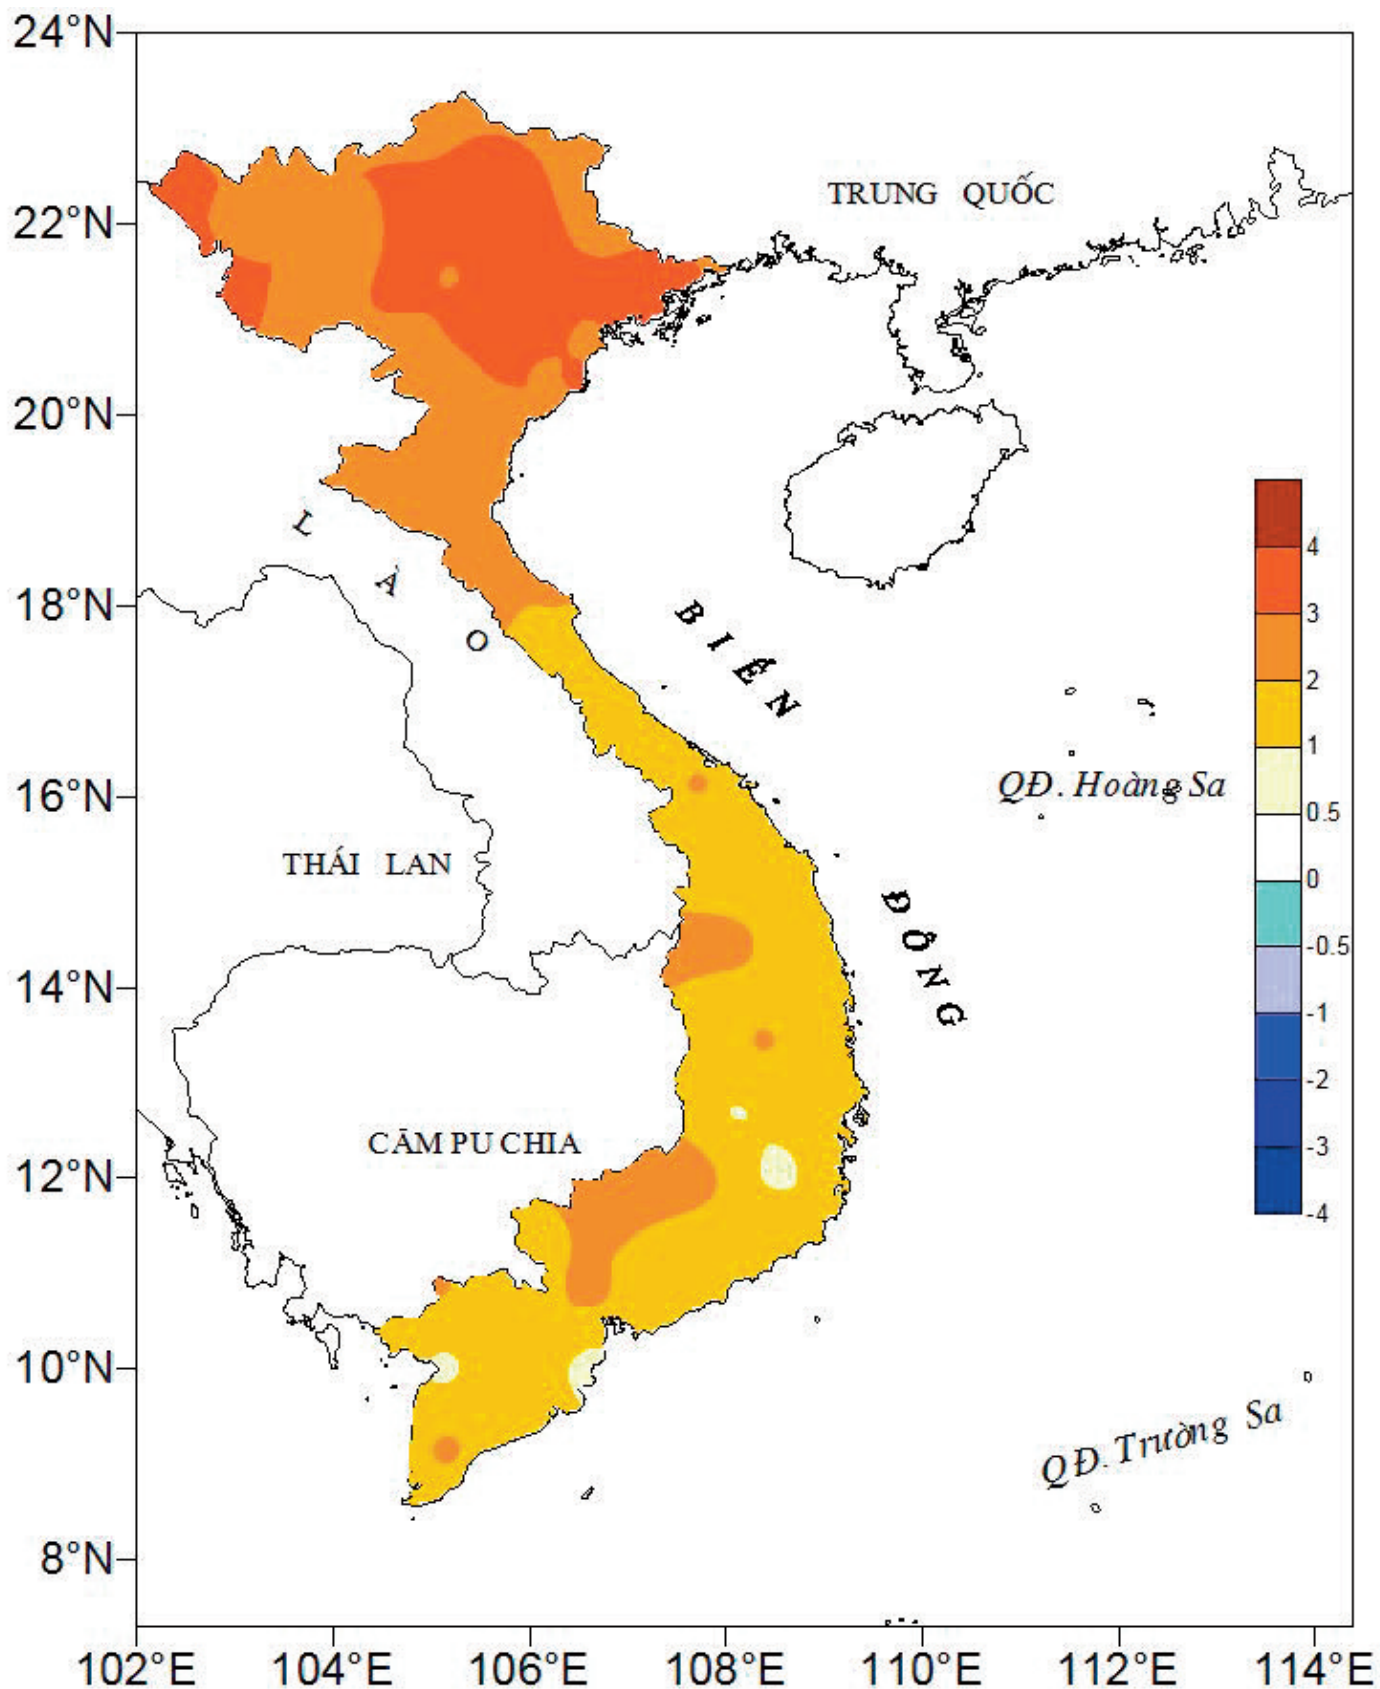 24°N
TRUNG QUỐC
22°N
20°N
LÀO
4
18°N
3
BIỂN
2
1
16°N
QĐ. Hoàng Sa
0.5
THÁI LAN
0
ĐÔNG
-0.5
14°N
-1
-2
CĂM PU CHIA
-3
12°N
-4
10°N
QĐ. Trường Sa
8°N
102°E 104°E 106°E 108°E 110°E 112°E 114°E